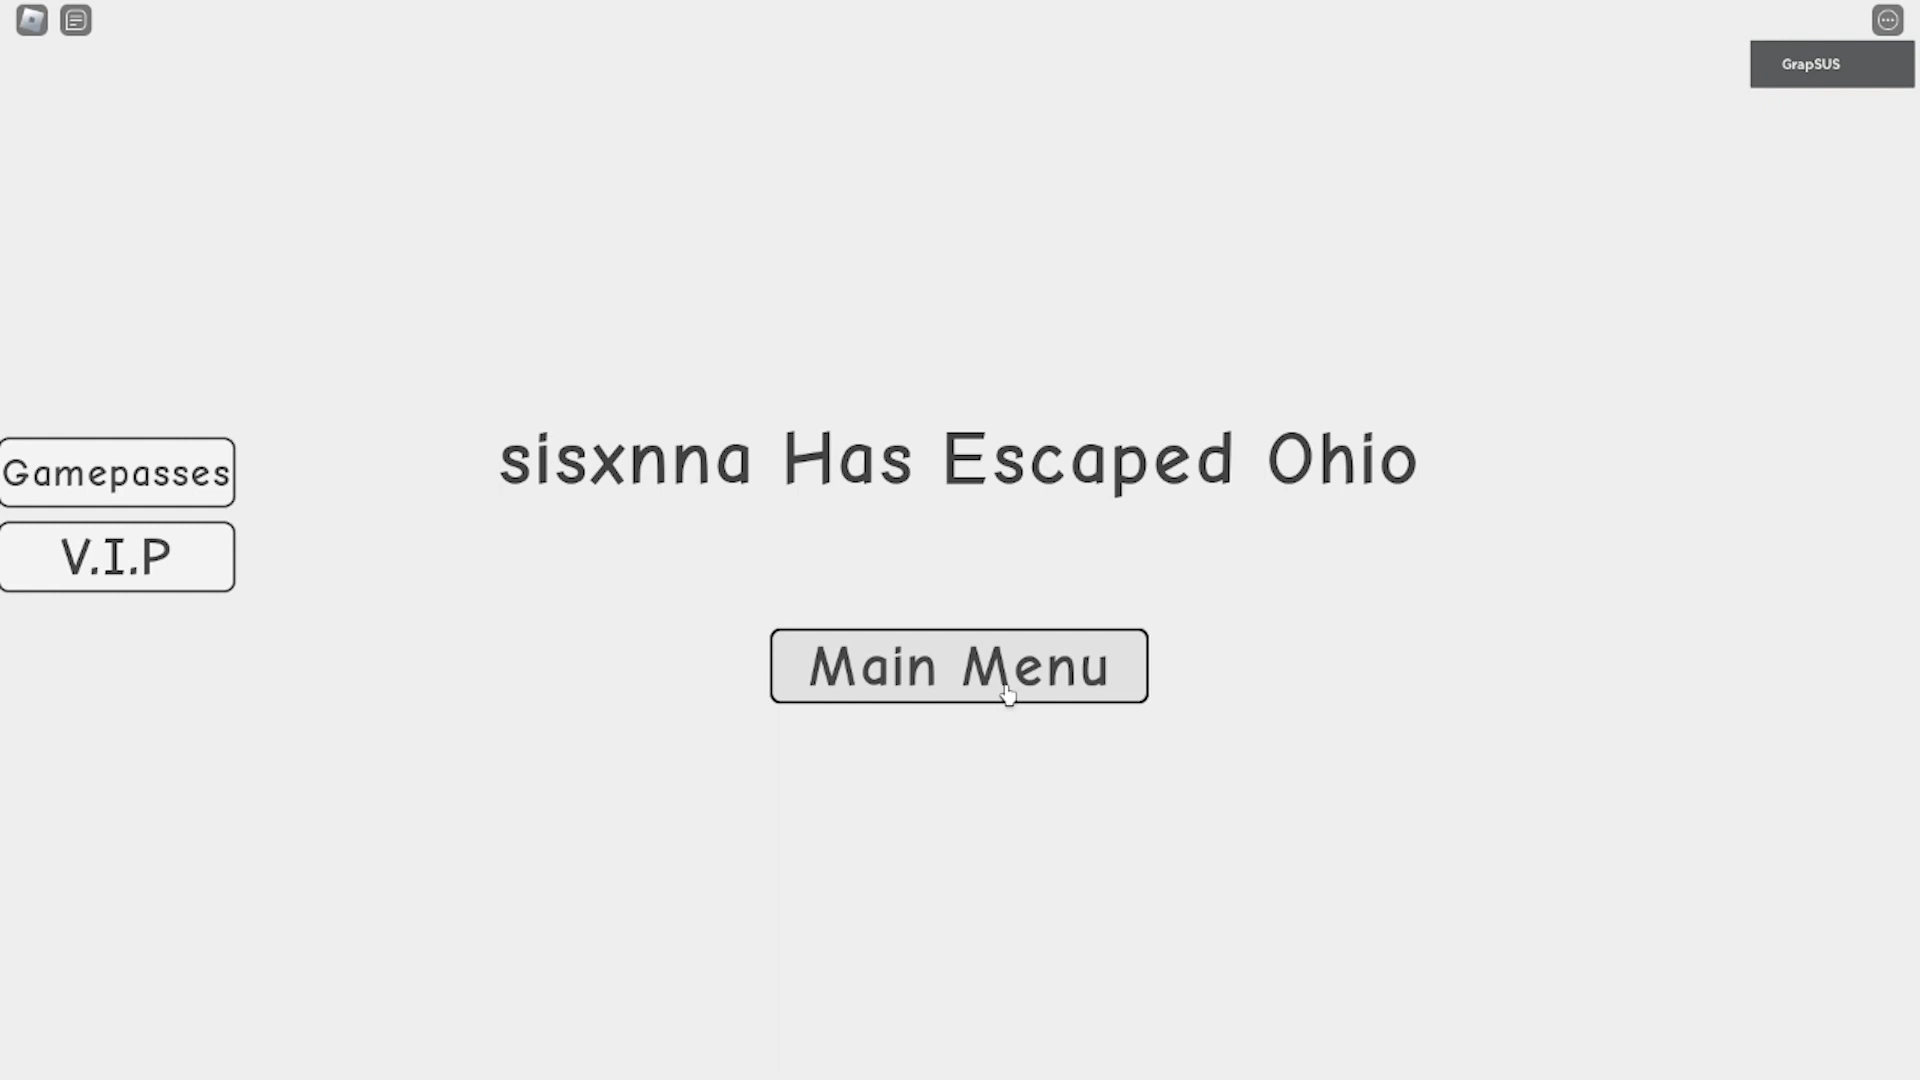 GrapSUS
sisxnna Has Escaped Ohio
Gamepasses
V.I.P
Main Menu